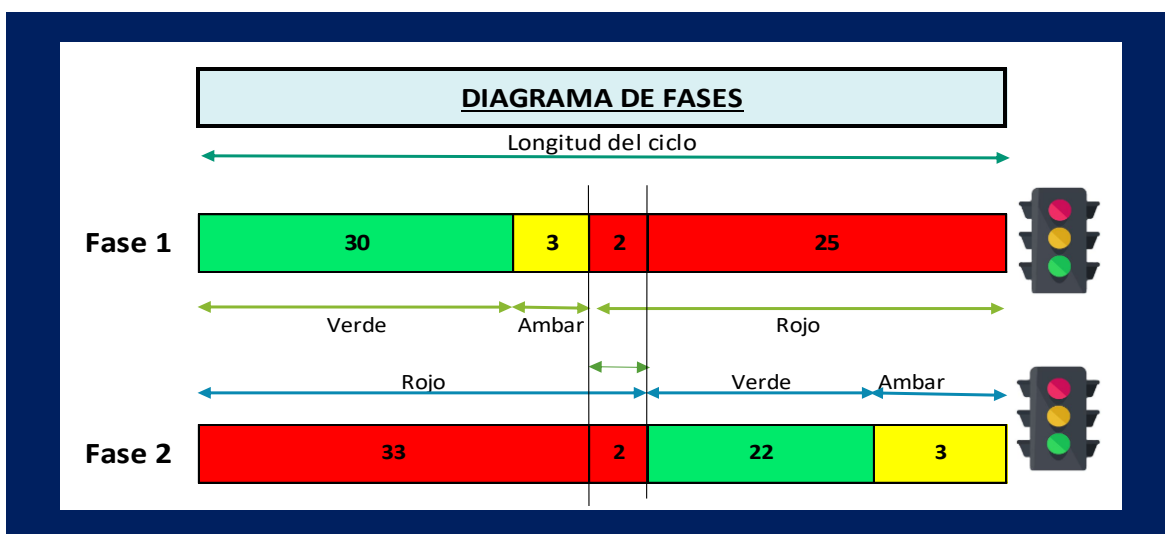 DIAGRAMA DE FASES
Longitud del ciclo
Fase 1
30 3 2 25
Verde Ambar Rojo
Rojo Verde Ambar
Fase 2
33 2 22 3